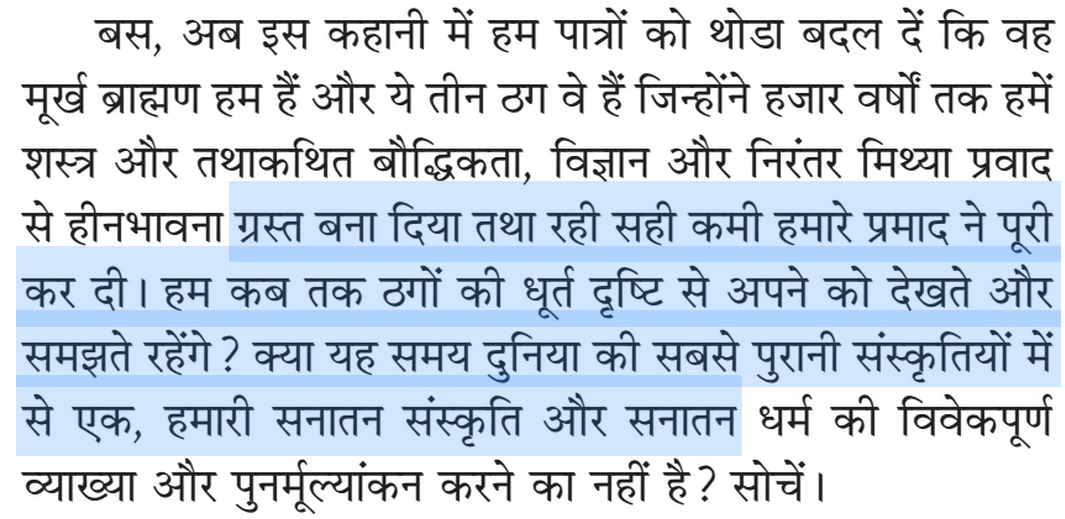 बस, अब इस कहानी में हम पात्रों को थोडा बदल दें कि वह
मूर्ख ब्राह्मण हम हैं और ये तीन ठग वे हैं जिन्होंने हजार वर्षों तक हमें
शस्त्र और तथाकथित बौद्धिकता, विज्ञान और निरंतर मिथ्या प्रवाद
से हीनभावना ग्रस्त बना दिया तथा रही सही कमी हमारे प्रमाद ने पूरी
कर दी। हम कब तक ठगों की धूर्त दृष्टि से अपने को देखते और
समझते रहेंगे? क्या यह समय दुनिया की सबसे पुरानी संस्कृतियों में
से एक, हमारी सनातन संस्कृति और सनातन धर्म की विवेकपूर्ण
व्याख्या और पुनर्मूल्यांकन करने का नहीं है? सोचें।